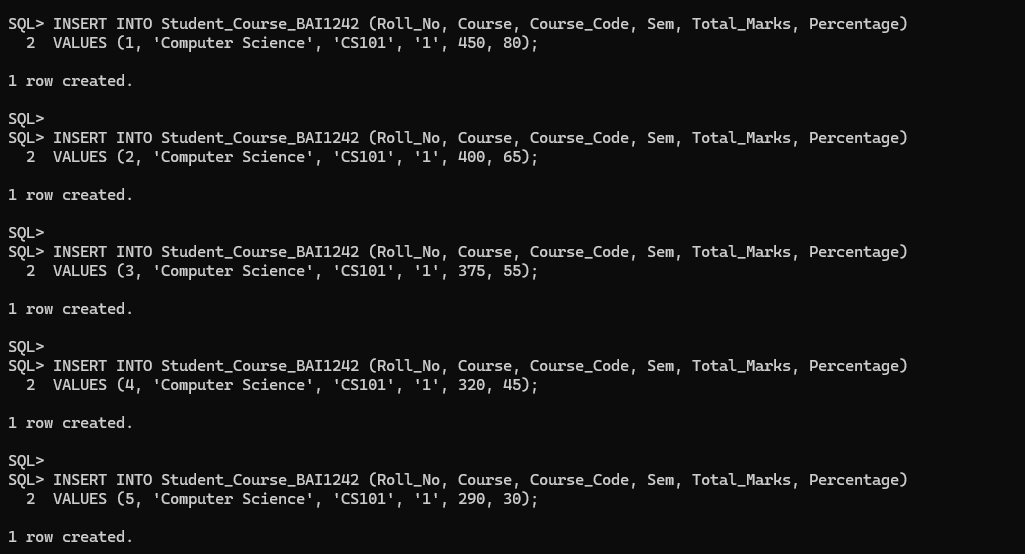 SQL> INSERT INTO Student_Course_BAI1242 (Roll_No, Course, Course_Code, Sem, Total_Marks, Percentage)
  2  VALUES (1, 'Computer Science', 'CS101', '1', 450, 80);
1 row created.
SQL>
SQL> INSERT INTO Student_Course_BAI1242 (Roll_No, Course, Course_Code, Sem, Total_Marks, Percentage)
  2  VALUES (2, 'Computer Science', 'CS101', '1', 400, 65);
1 row created.
SQL>
SQL> INSERT INTO Student_Course_BAI1242 (Roll_No, Course, Course_Code, Sem, Total_Marks, Percentage)
  2  VALUES (3, 'Computer Science', 'CS101', '1', 375, 55);
1 row created.
SQL>
SQL> INSERT INTO Student_Course_BAI1242 (Roll_No, Course, Course_Code, Sem, Total_Marks, Percentage)
  2  VALUES (4, 'Computer Science', 'CS101', '1', 320, 45);
1 row created.
SQL>
SQL> INSERT INTO Student_Course_BAI1242 (Roll_No, Course, Course_Code, Sem, Total_Marks, Percentage)
  2  VALUES (5, 'Computer Science', 'CS101', '1', 290, 30);
1 row created.